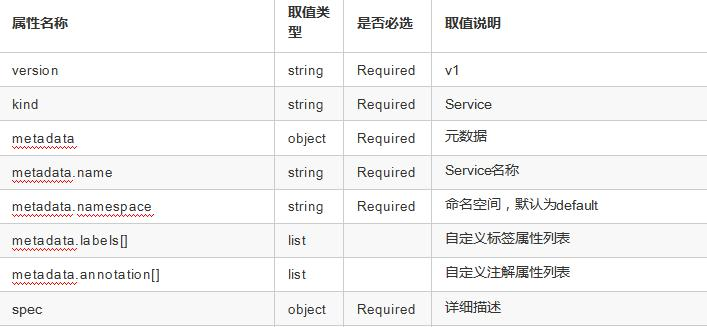 属性名称 取值类型 是否必选 取值说明
version string Required v1
kind string Required Service
metadata object Required 元数据
metadata.name string Required Service名称
metadata.namespace string Required 命名空间，默认为default
metadata.labels[] list 自定义标签属性列表
metadata.annotation[] list 自定义注解属性列表
spec object Required 详细描述